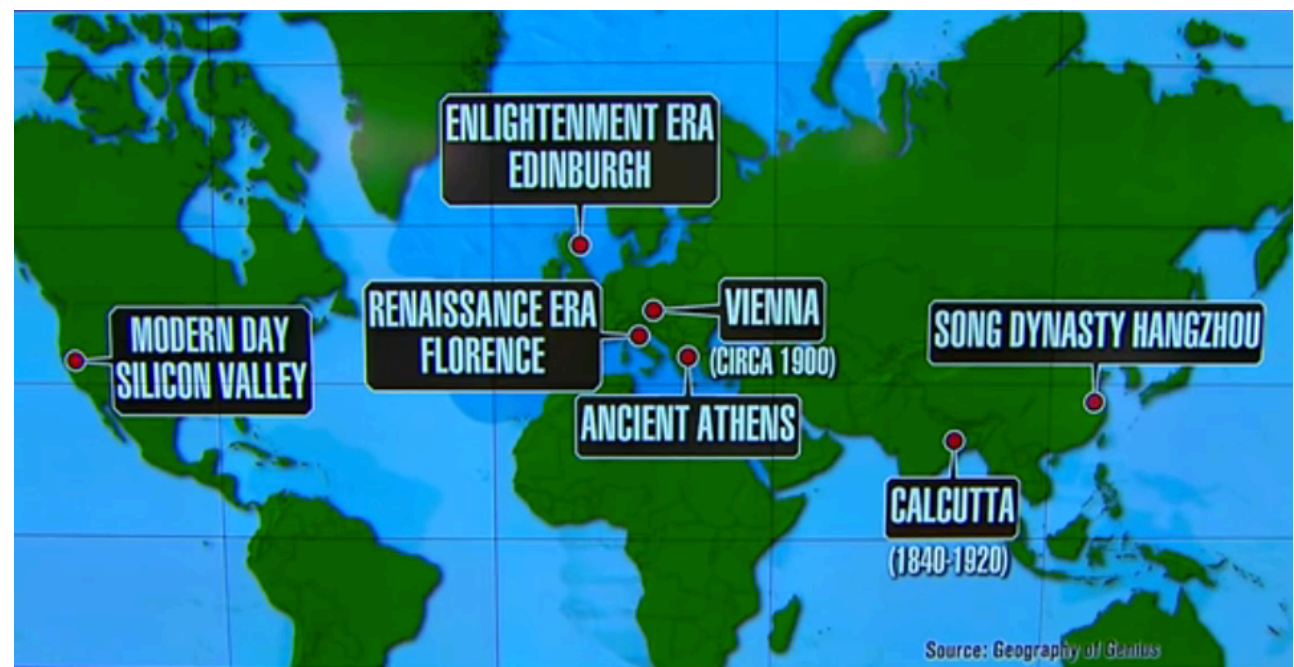 ENLIGHTENMENT ERA
EDINBURGH
RENAISSANCE ERA
FLORENCE
VIENNA
(CIRCA 1900)
MODERN DAY
SILICON VALLEY
SONG DYNASTY HANGZHOU
ANCIENT ATHENS
CALCUTTA
(1840-1920)
Source: Geography of Genius